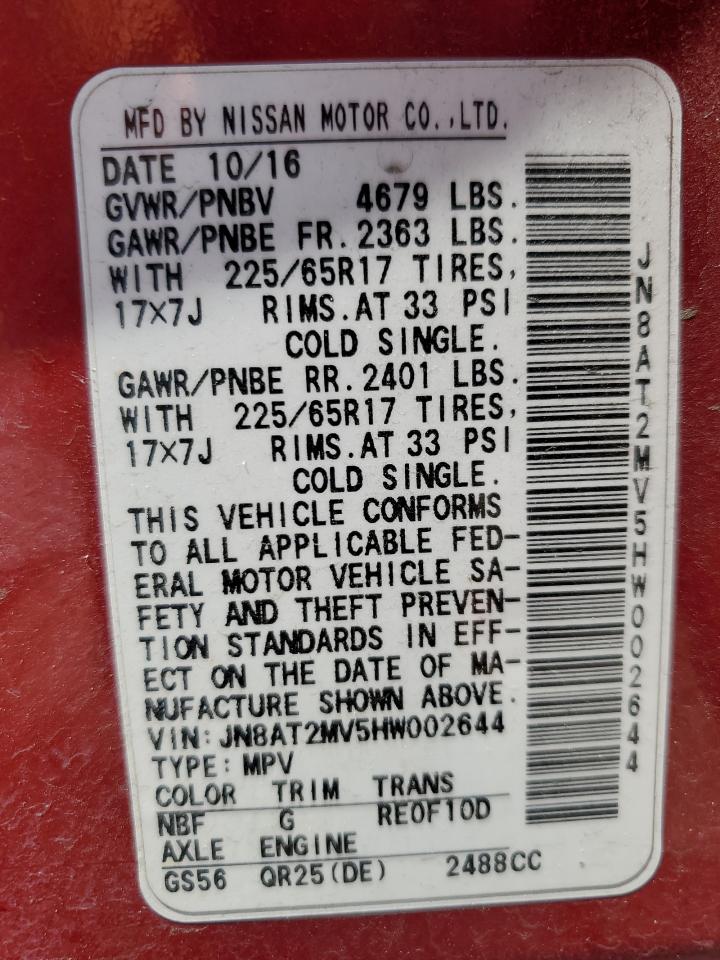 MFD BY NISSAN MOTOR CO.,LTD.
DATE 10/16
GVWR/PNBV 4679 LBS.
GAWR/PNBE FR. 2363 LBS.
WITH 225/65R17 TIRES,
17×7J RIMS. AT 33 PSI
COLD SINGLE.
GAWR/PNBE RR. 2401 LBS.
WITH 225/65R17 TIRES,
17×7J RIMS. AT 33 PSI
COLD SINGLE.
THIS VEHICLE CONFORMS
TO ALL APPLICABLE FED-
ERAL MOTOR VEHICLE SA-
FETY AND THEFT PREVEN-
TION STANDARDS IN EFF-
ECT ON THE DATE OF MA-
NUFACTURE SHOWN ABOVE.
VIN: JN8AT2MV5HW002644
TYPE: MPV
COLOR TRIM TRANS
NBF G RE0F10D
AXLE ENGINE
GS56 QR25(DE) 2488CC
JN8AT2MV5HW002644